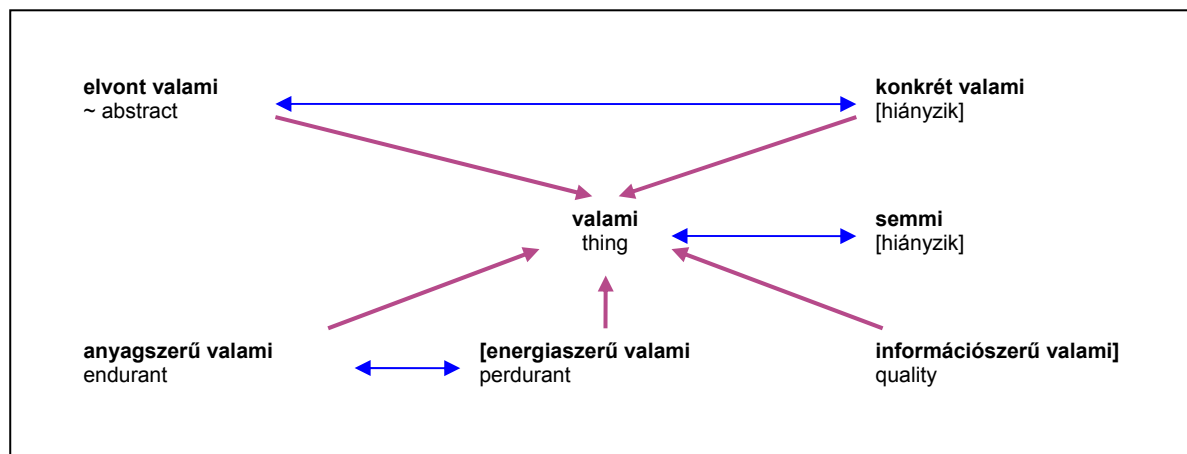 elvont valami
~ abstract
konkrét valami
[hiányzik]
valami
thing
semmi
[hiányzik]
anyagszerű valami
endurant
[energiaszerű valami
perdurant
információszerű valami]
quality